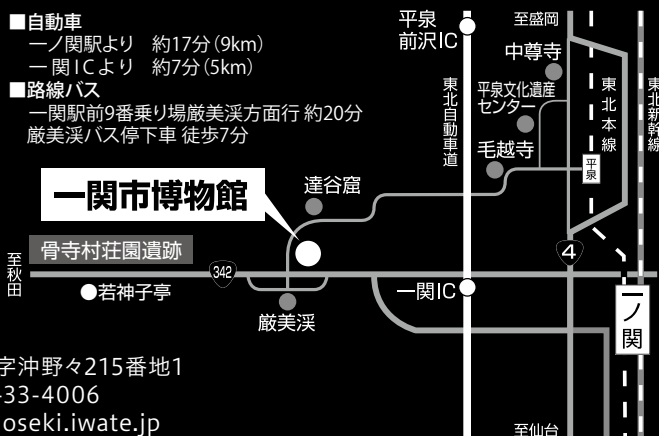 ■自動車
一ノ関駅より 約17分(9km)
一関ICより 約7分(5km)
■路線バス
一関駅前9番乗り場厳美渓方面行 約20分
厳美渓バス停下車 徒歩7分
平泉
前沢IC
至盛岡
中尊寺
平泉文化遺産
センター
毛越寺
東北自動車道
東北本線
東北新幹線
平泉
一関市博物館
達谷窟
骨寺村荘園遺跡
至秋田
342
4
●若神子亭
厳美渓
一関IC
一ノ関
字沖野々215番地1
-33-4006
oseki.iwate.jp
至仙台